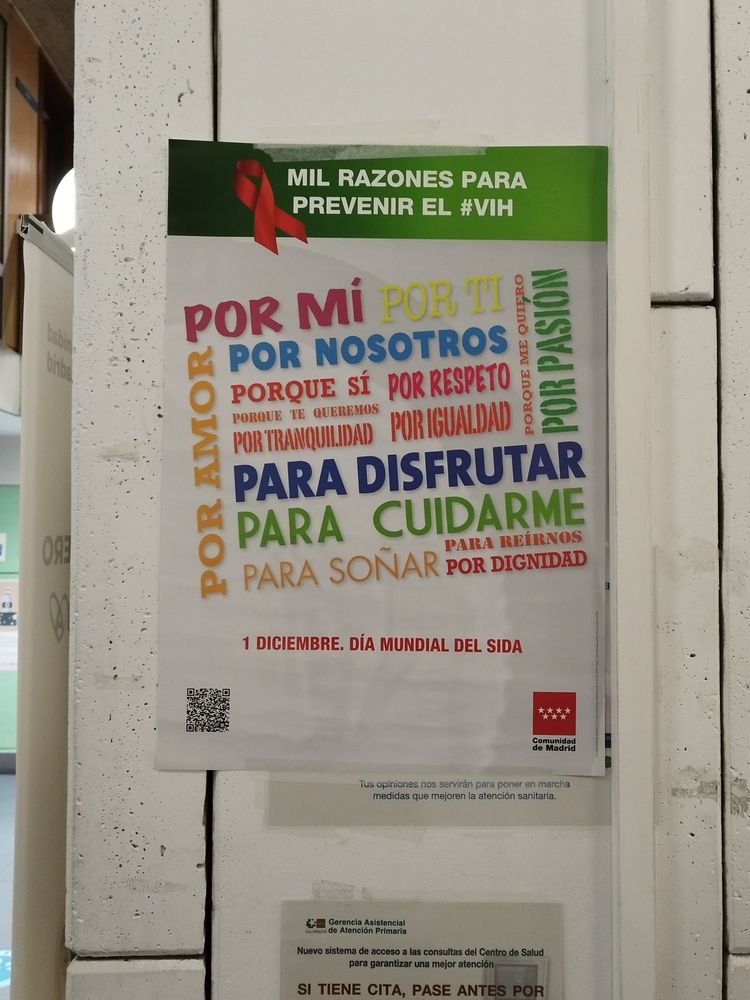 MIL RAZONES PARA
PREVENIR EL #VIH
POR MÍ
POR TI
PORQUE ME QUIERO
POR PASIÓN
POR AMOR
POR NOSOTROS
PORQUE SÍ
POR RESPETO
PORQUE TE QUEREMOS
POR TRANQUILIDAD
POR IGUALDAD
PARA DISFRUTAR
PARA CUIDARME
PARA SOÑAR
PARA REÍRNOS
POR DIGNIDAD
1 DICIEMBRE. DÍA MUNDIAL DEL SIDA
Comunidad
de Madrid
Tus opiniones nos servirán para poner en marcha
medidas que mejoren la atención sanitaria.
Gerencia Asistencial
de Atención Primaria
Nuevo sistema de acceso a las consultas del Centro de Salud
para garantizar una mejor atención
SI TIENE CITA, PASE ANTES POR